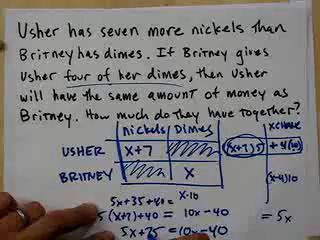 Usher has seven more nickels than
Britney has dimes. If Britney gives
Usher four of her dimes, then Usher
will have the same amount of money as
Britney. How much do they have together?
Nickels Dimes XCHANGE
USHER X+7 (x+7)5 + 4(10)
BRITNEY X (x-4)10
5x+35+40= x·10
5(x+7)+40 = 10x-40 = 5x
5x+75 = 10x-40